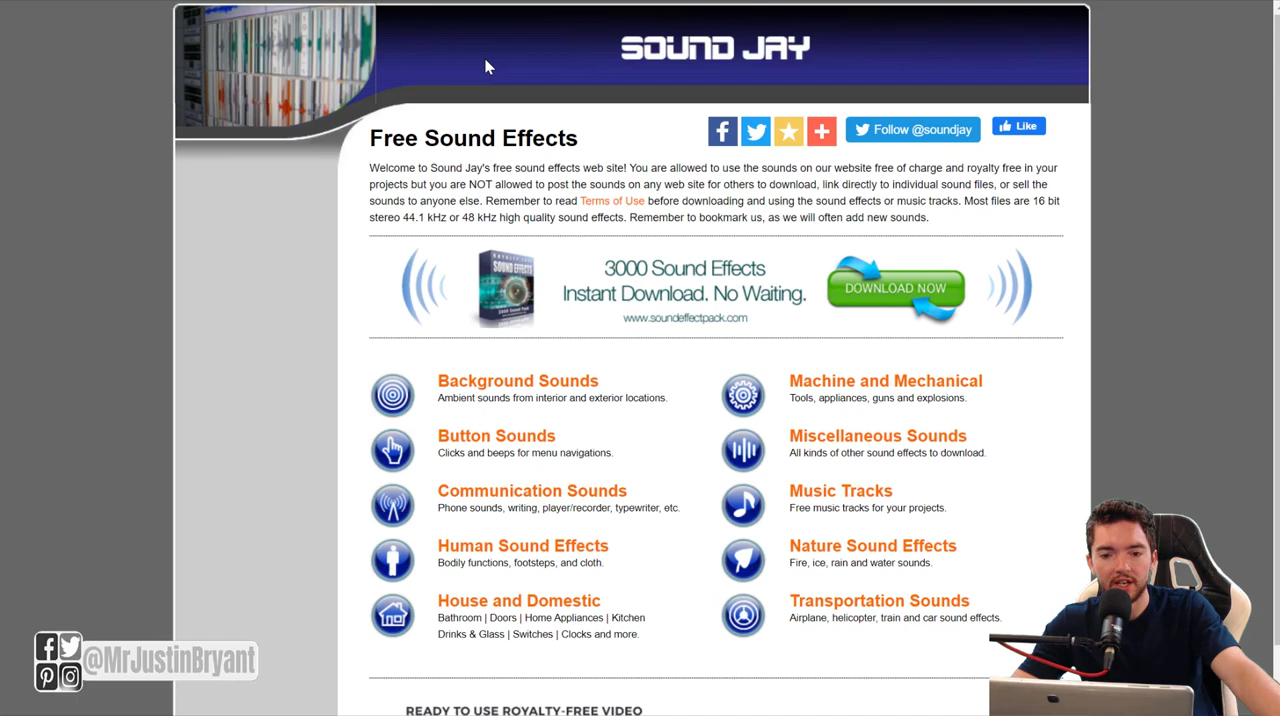 SOUND JAY
Free Sound Effects
f
Follow @soundjay
Like
Welcome to Sound Jay's free sound effects web site! You are allowed to use the sounds on our website free of charge and royalty free in your
projects but you are NOT allowed to post the sounds on any web site for others to download, link directly to individual sound files, or sell the
sounds to anyone else. Remember to read Terms of Use before downloading and using the sound effects or music tracks. Most files are 16 bit
stereo 44.1 kHz or 48 kHz high quality sound effects. Remember to bookmark us, as we will often add new sounds.
SOUND EFFECTS
3000 Sound Effects
Instant Download. No Waiting.
www.soundeffectpack.com
DOWNLOAD NOW
Background Sounds
Ambient sounds from interior and exterior locations.
Machine and Mechanical
Tools, appliances, guns and explosions.
Button Sounds
Clicks and beeps for menu navigations.
Miscellaneous Sounds
All kinds of other sound effects to download.
Communication Sounds
Phone sounds, writing, player/recorder, typewriter, etc.
Music Tracks
Free music tracks for your projects.
Human Sound Effects
Bodily functions, footsteps, and cloth.
Nature Sound Effects
Fire, ice, rain and water sounds.
House and Domestic
Bathroom | Doors | Home Appliances | Kitchen
Drinks & Glass | Switches | Clocks and more.
Transportation Sounds
Airplane, helicopter, train and car sound effects.
@MrJustinBryant
READY TO USE ROYALTY-FREE VIDEO